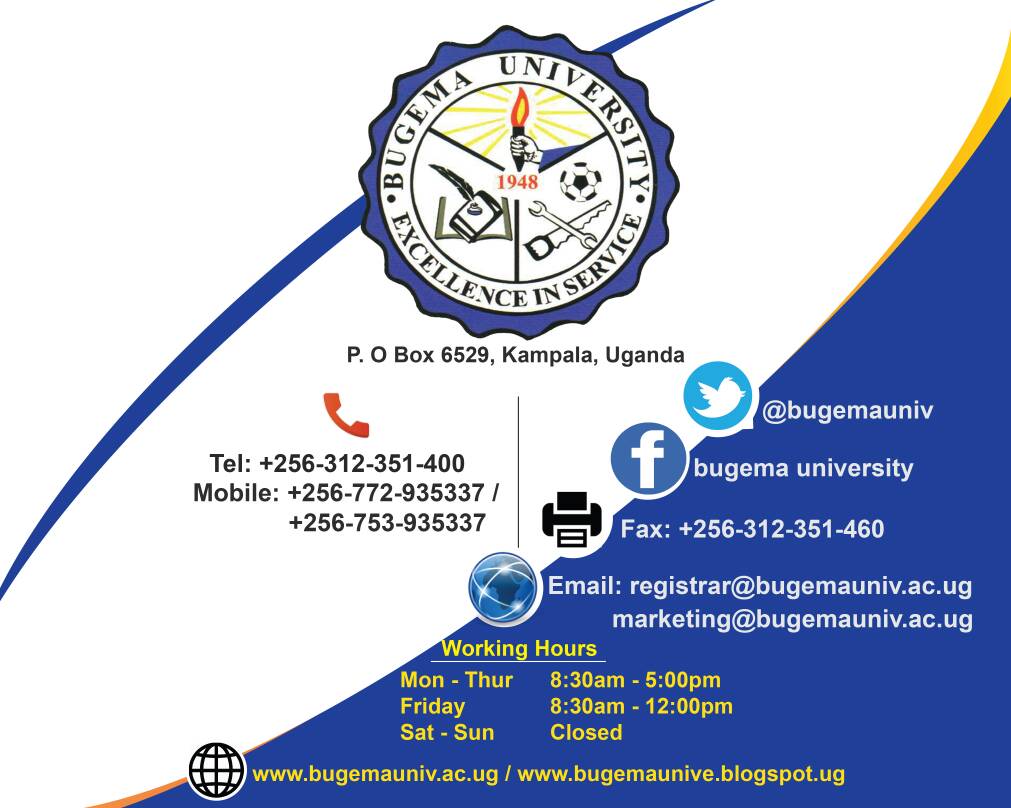 BUGEMA UNIVERSITY
1948
EXCELLENCE IN SERVICE
P. O Box 6529, Kampala, Uganda
Tel: +256-312-351-400
Mobile: +256-772-935337 /
+256-753-935337
@bugemauniv
bugema university
Fax: +256-312-351-460
Email: registrar@bugemauniv.ac.ug
marketing@bugemauniv.ac.ug
Working Hours
Mon - Thur 8:30am - 5:00pm
Friday 8:30am - 12:00pm
Sat - Sun Closed
www.bugemauniv.ac.ug / www.bugemaunive.blogspot.ug